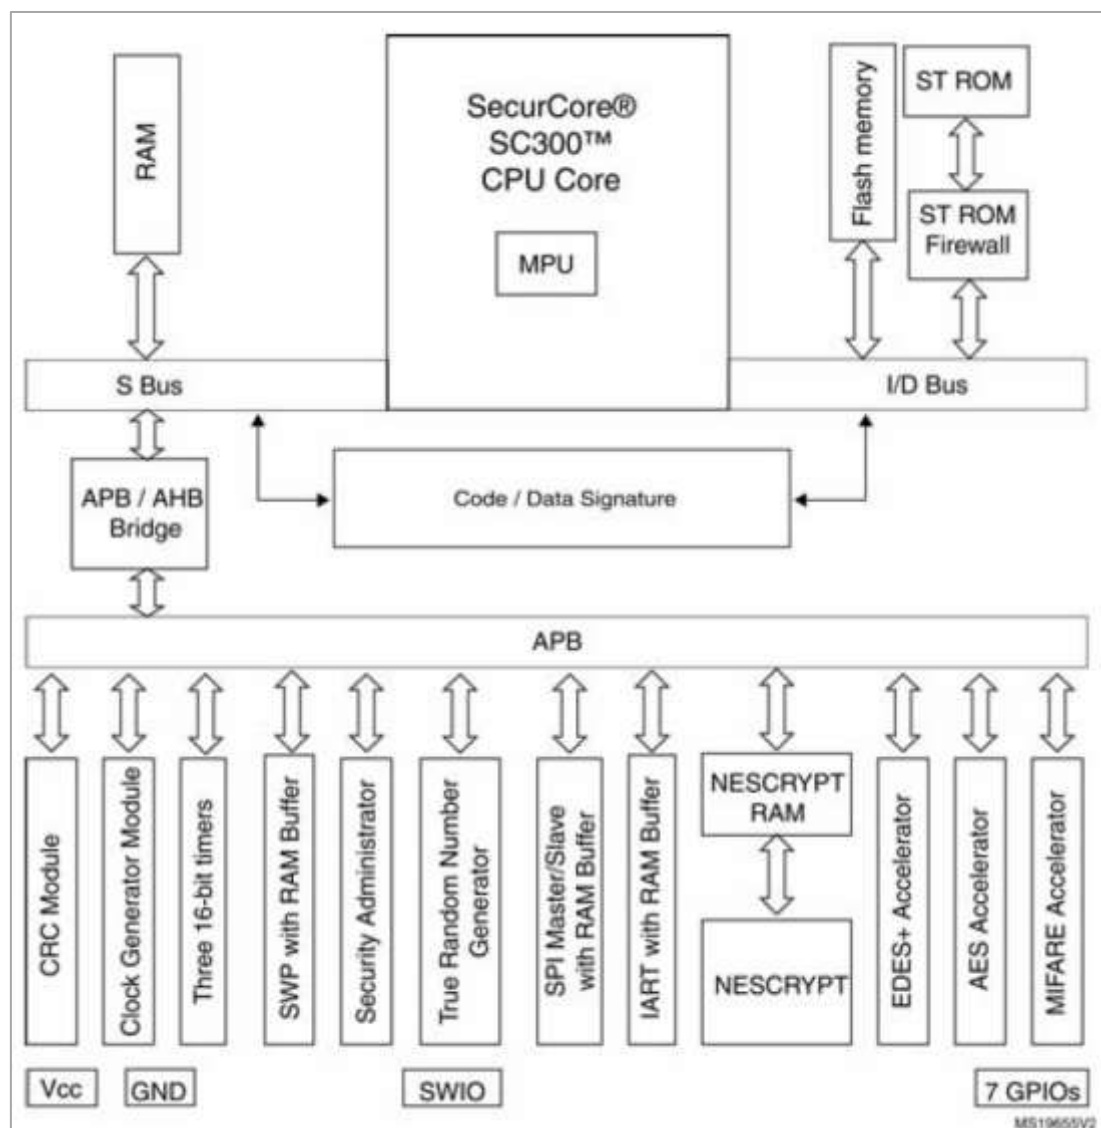 RAM
SecurCore®
SC300™
CPU Core
MPU
Flash memory
ST ROM
ST ROM
Firewall
S Bus
I/D Bus
APB / AHB
Bridge
Code / Data Signature
APB
CRC Module
Clock Generator Module
Three 16-bit timers
SWP with RAM Buffer
Security Administrator
True Random Number
Generator
SPI Master/Slave
with RAM Buffer
IART with RAM Buffer
NESCRYPT
RAM
NESCRYPT
EDES+ Accelerator
AES Accelerator
MIFARE Accelerator
Vcc
GND
SWIO
7 GPIOs
MS19655V2